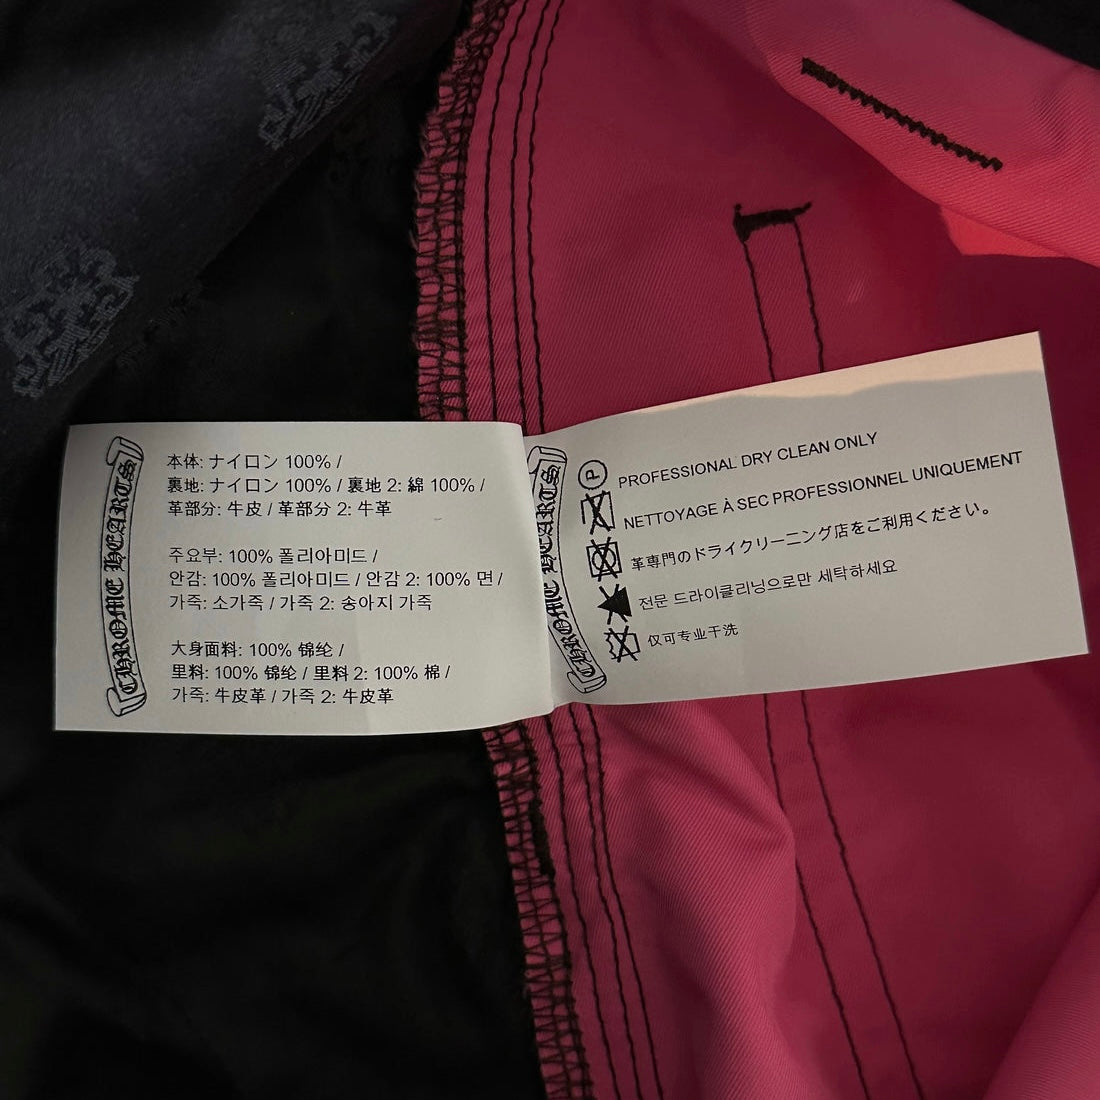 CHROME HEARTS
本体: ナイロン 100% /
裏地: ナイロン 100% / 裏地 2: 綿 100% /
革部分: 牛皮 / 革部分 2: 牛革
주요부: 100% 폴리아미드 /
안감: 100% 폴리아미드 / 안감 2: 100% 면 /
가죽: 소가죽 / 가죽 2: 송아지 가죽
大身面料: 100% 锦纶 /
里料: 100% 锦纶 / 里料 2: 100% 棉 /
가죽: 牛皮革 / 가죽 2: 牛皮革
CHROME HEARTS
P
PROFESSIONAL DRY CLEAN ONLY
NETTOYAGE À SEC PROFESSIONNEL UNIQUEMENT
革専門のドライクリーニング店をご利用ください。
전문 드라이클리닝으로만 세탁하세요
仅可专业干洗